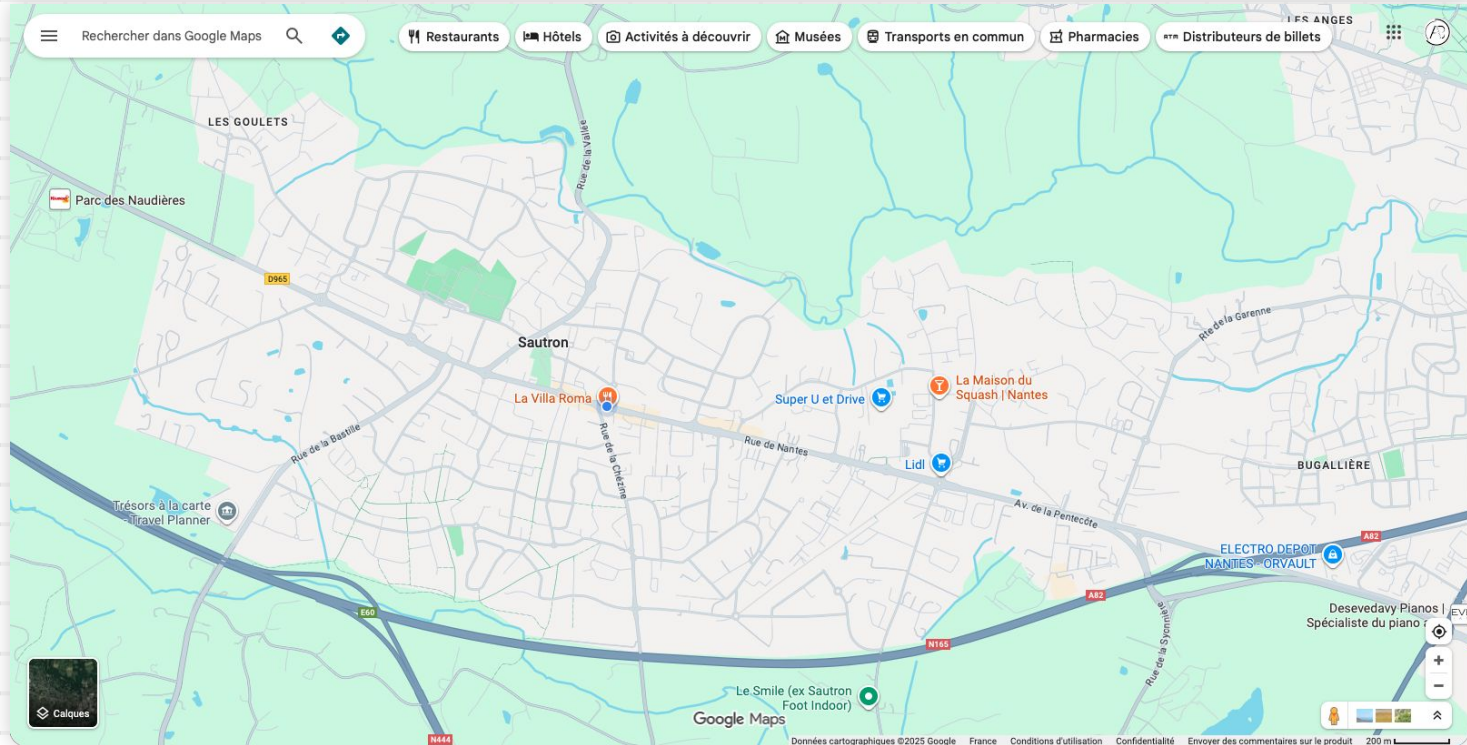 Rechercher dans Google Maps
Restaurants
Hôtels
Activités à découvrir
Musées
Transports en commun
Pharmacies
Distributeurs de billets
LES ANGES
LES GOULETS
Rue de la Vallée
Parc des Naudières
D965
Sautron
Rte de la Garenne
La Villa Roma
Super U et Drive
La Maison du
Squash | Nantes
Rue de la Bastille
Rue de la Chézine
Rue de Nantes
Lidl
BUGALLIÈRE
Trésors à la carte
- Travel Planner
Av. de la Pentecôte
A82
ELECTRO DEPOT
NANTES - ORVAULT
A82
E60
Desevedavy Pianos |
Spécialiste du piano
N165
Rue de la Syonnière
Le Smile (ex Sautron
Foot Indoor)
Calques
Google Maps
N444
Données cartographiques ©2025 Google
France
Conditions d'utilisation
Confidentialité
Envoyer des commentaires sur le produit
200 m